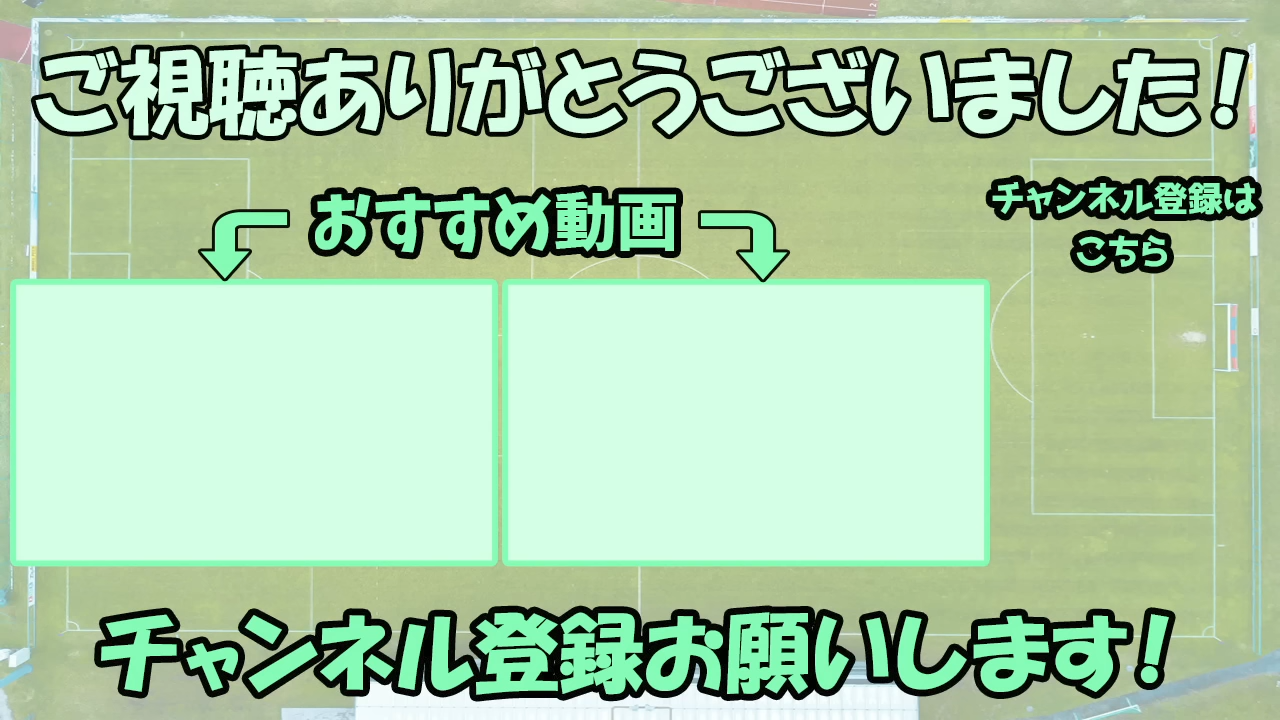 ご視聴ありがとうございました!
おすすめ動画
チャンネル登録は
こちら
チャンネル登録お願いします!